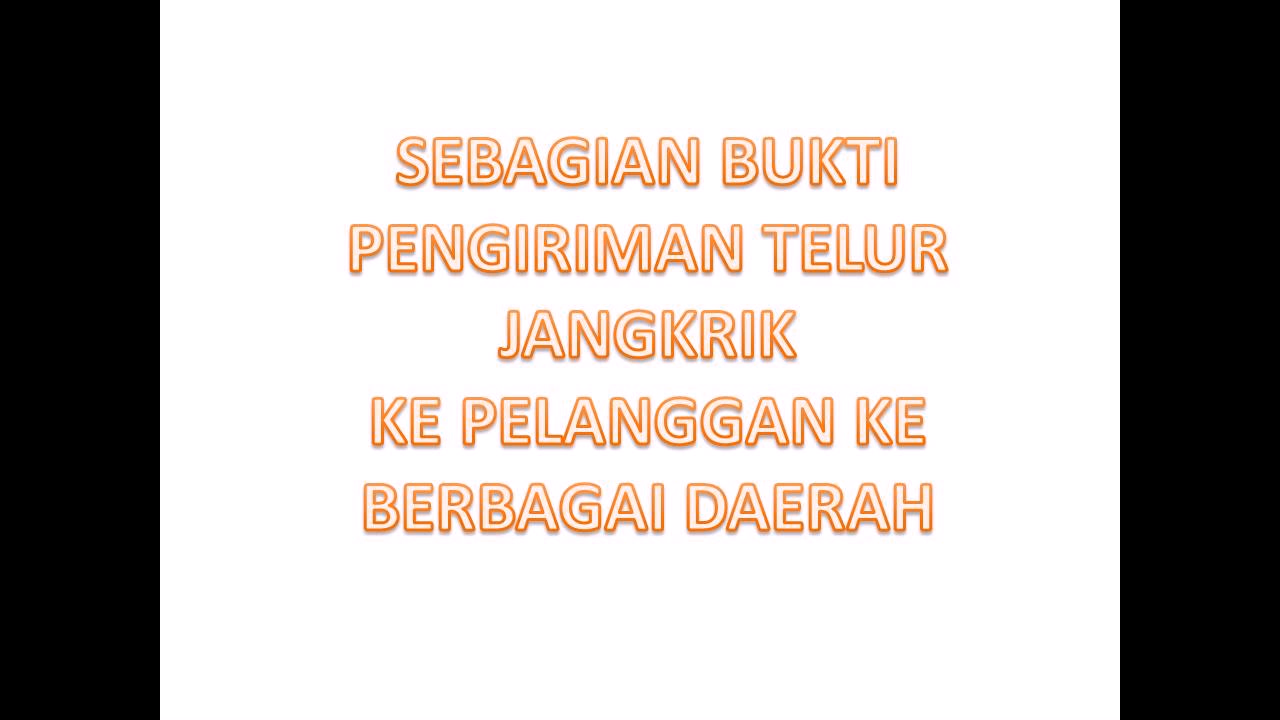 SEBAGIAN BUKTI
PENGIRIMAN TELUR
JANGKRIK
KE PELANGGAN KE
BERBAGAI DAERAH